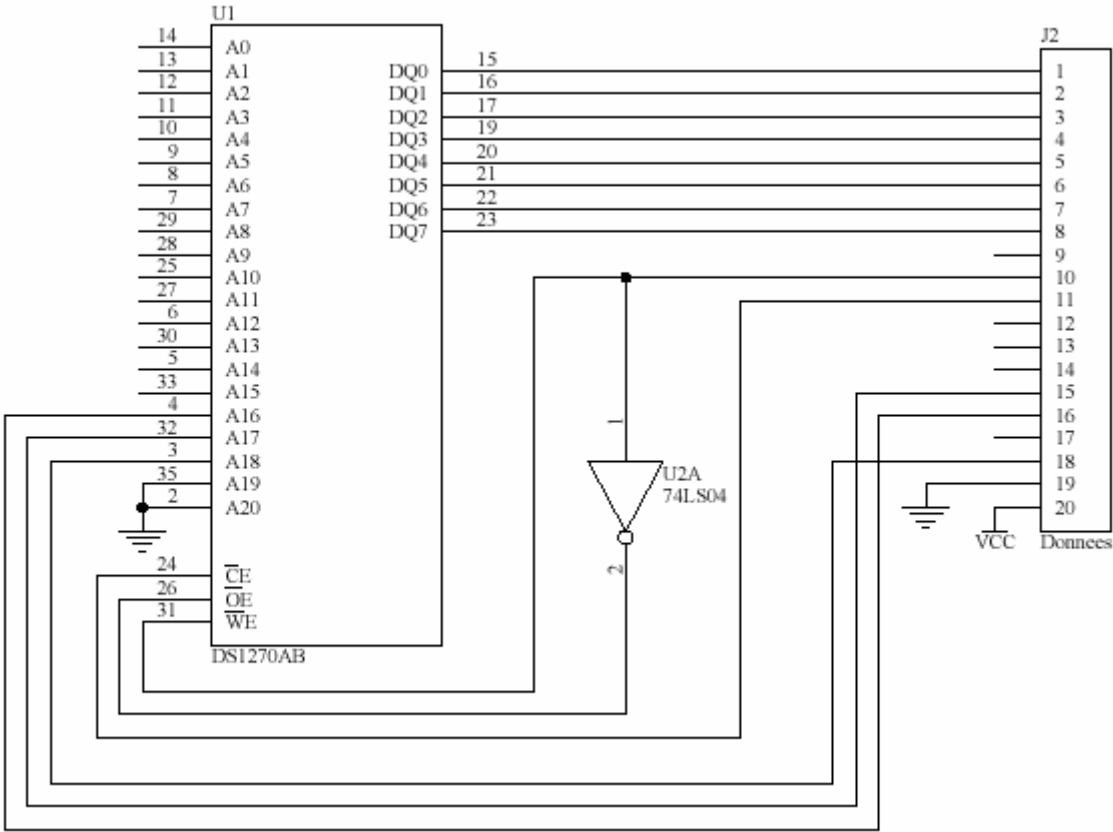 U1
14 A0
13 A1
12 A2
11 A3
10 A4
9 A5
8 A6
7 A7
29 A8
28 A9
25 A10
27 A11
6 A12
30 A13
5 A14
33 A15
4 A16
32 A17
3 A18
35 A19
2 A20
24 CE
26 OE
31 WE
DS1270AB
DQ0 15
DQ1 16
DQ2 17
DQ3 19
DQ4 20
DQ5 21
DQ6 22
DQ7 23
1
U2A
74LS04
2
J2
1
2
3
4
5
6
7
8
9
10
11
12
13
14
15
16
17
18
19
20
VCC
Donnees